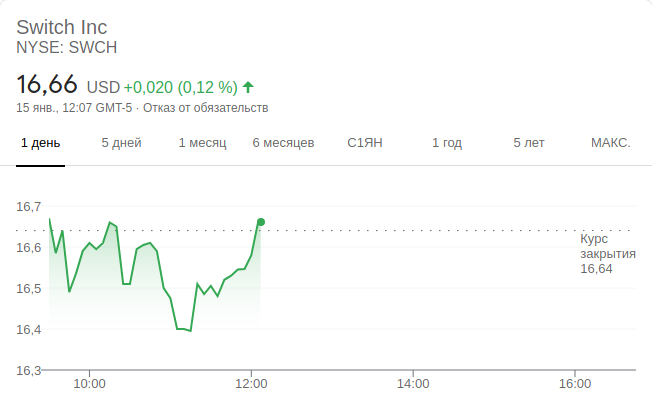 Switch Inc
NYSE: SWCH
16,66 USD +0,020 (0,12 %)
15 янв., 12:07 GMT-5 · Отказ от обязательств
1 день 5 дней 1 месяц 6 месяцев С1ЯН 1 год 5 лет МАКС.
16,7
16,6
16,5
16,4
16,3
Курс
закрытия
16,64
10:00 12:00 14:00 16:00